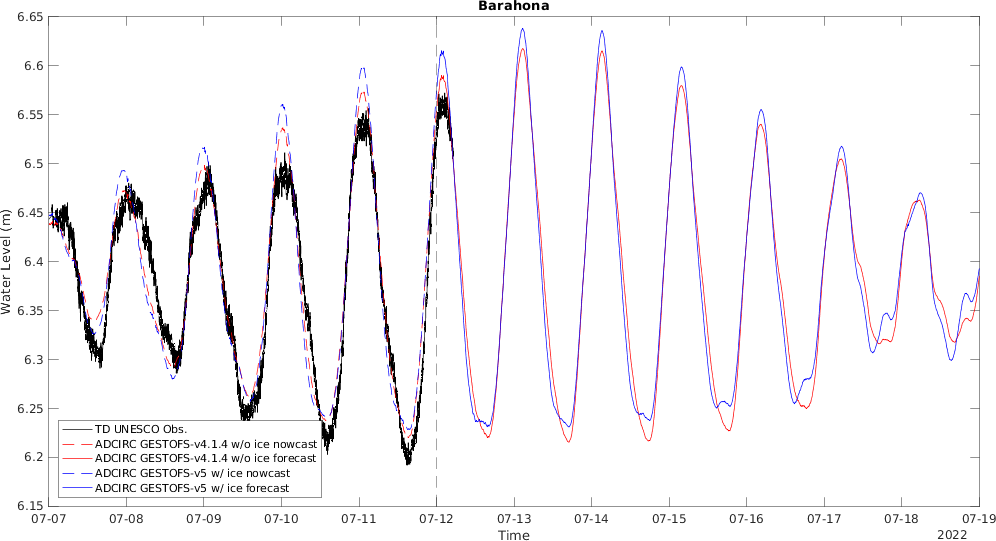 Barahona
6.65
6.6
6.55
6.5
6.45
6.4
6.35
6.3
6.25
6.2
6.15
Water Level (m)
TD UNESCO Obs.
ADCIRC GESTOFS-v4.1.4 w/o ice nowcast
ADCIRC GESTOFS-v4.1.4 w/o ice forecast
ADCIRC GESTOFS-v5 w/ ice nowcast
ADCIRC GESTOFS-v5 w/ ice forecast
07-07 07-08 07-09 07-10 07-11 07-12 07-13 07-14 07-15 07-16 07-17 07-18 07-19
Time
2022